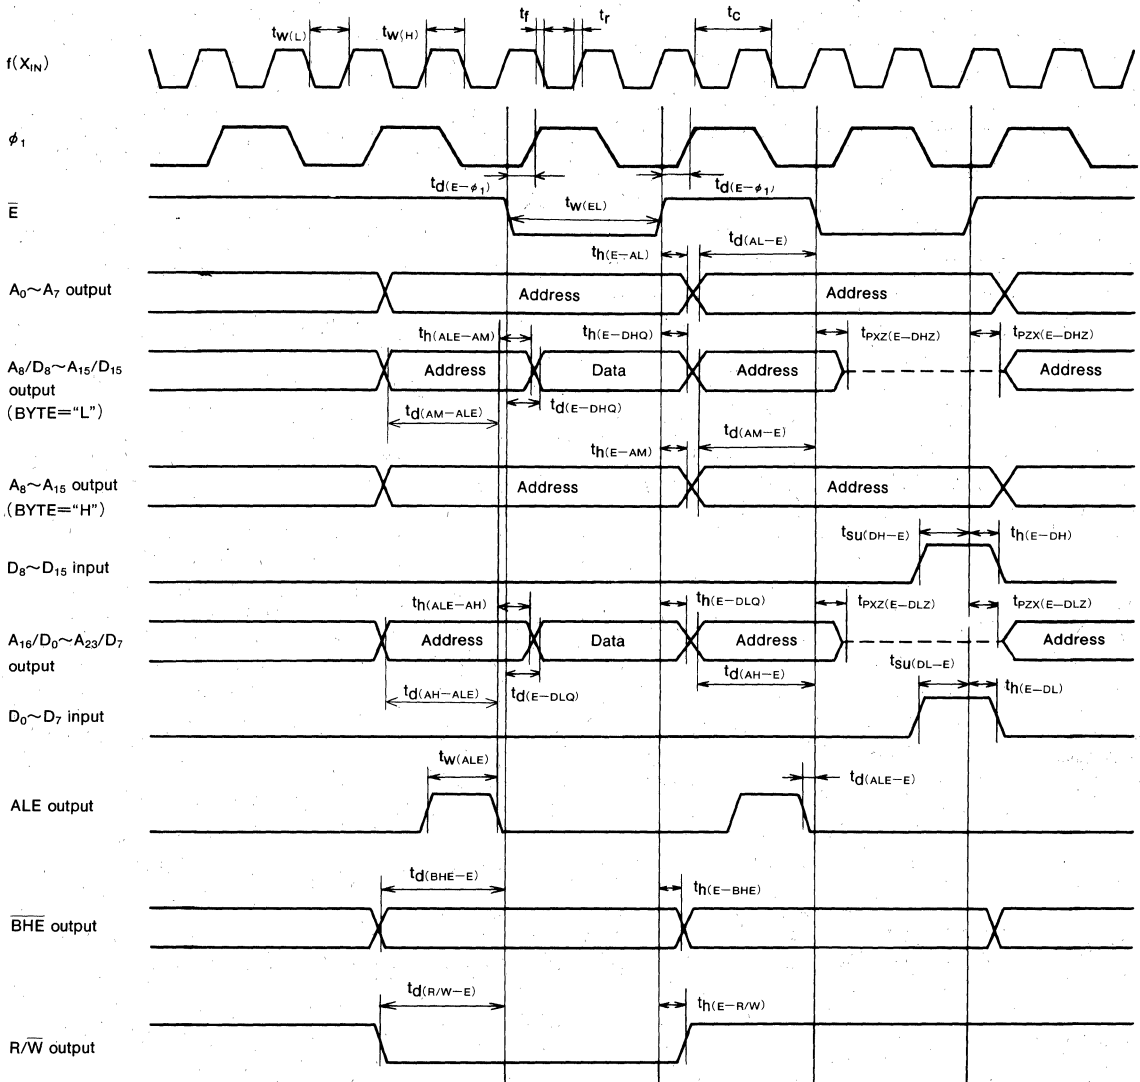 tW(L) tW(H) tf tr tC
f(XIN)
ϕ1
td(E−ϕ1) td(E−ϕ1)
E̅ tW(EL)
th(E−AL) td(AL−E)
A0~A7 output Address Address
th(ALE−AM) th(E−DHQ) tPXZ(E−DHZ) tPZX(E−DHZ)
A8/D8~A15/D15 Address Data Address Address
output
(BYTE="L") td(AM−ALE) td(E−DHQ)
th(E−AM) td(AM−E)
A8~A15 output Address Address
(BYTE="H")
tsu(DH−E) th(E−DH)
D8~D15 input
th(ALE−AH) th(E−DLQ) tPXZ(E−DLZ) tPZX(E−DLZ)
A16/D0~A23/D7 Address Data Address Address
output
tsu(DL−E)
td(AH−ALE) td(E−DLQ) td(AH−E) th(E−DL)
D0~D7 input
tW(ALE) td(ALE−E)
ALE output
td(BHE−E) th(E−BHE)
B̅H̅E̅ output
td(R/W−E) th(E−R/W)
R/W̅ output